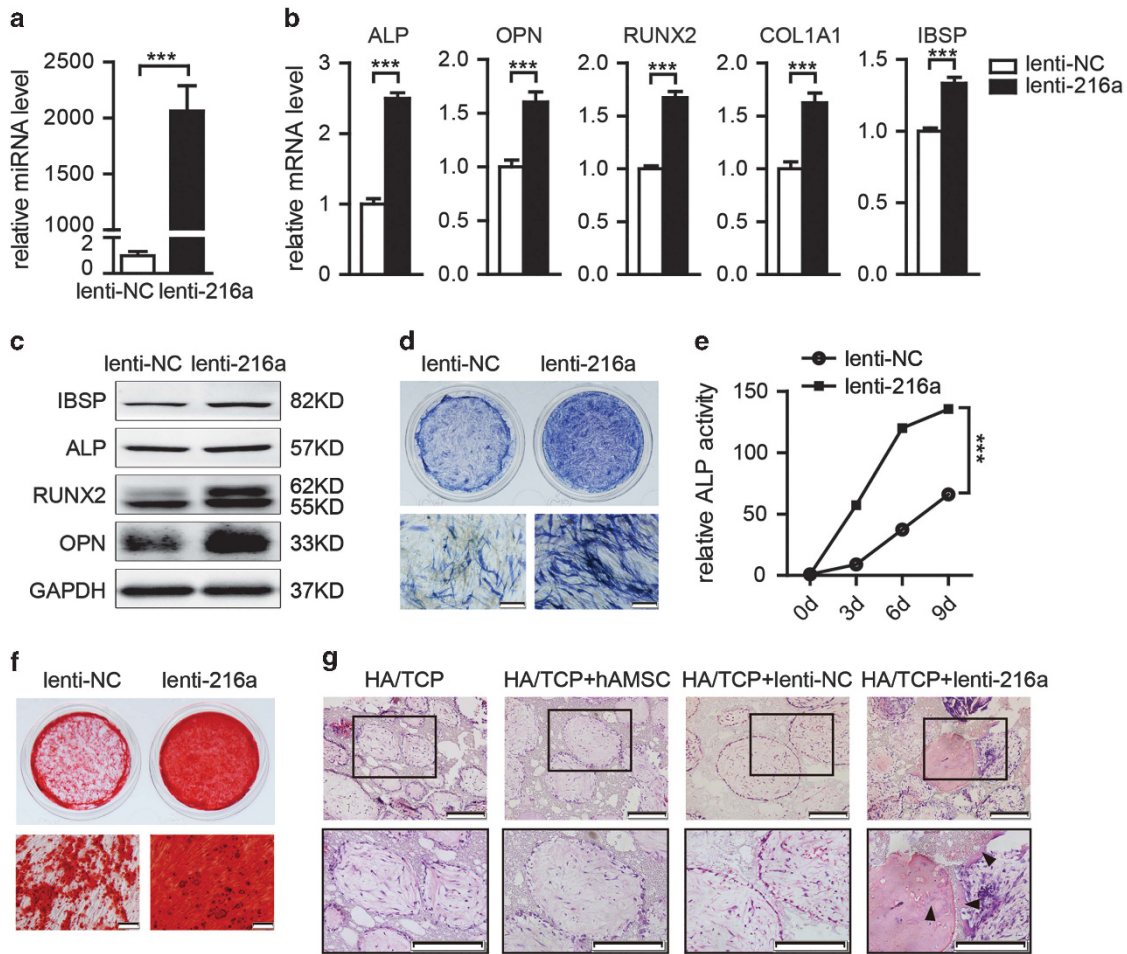 a
relative miRNA level
2500
2000
1500
1000
2
0
***
lenti-NC lenti-216a
b
relative mRNA level
ALP
3
2
1
0
***
OPN
2.0
1.5
1.0
0.5
0.0
***
RUNX2
2.0
1.5
1.0
0.5
0.0
***
COL1A1
2.0
1.5
1.0
0.5
0.0
***
IBSP
1.5
1.0
0.5
0.0
***
lenti-NC
lenti-216a
c
lenti-NC lenti-216a
IBSP 82KD
ALP 57KD
RUNX2 62KD
55KD
OPN 33KD
GAPDH 37KD
d
lenti-NC lenti-216a
e
lenti-NC
lenti-216a
relative ALP activity
150
100
50
0
0d 3d 6d 9d
***
f
lenti-NC lenti-216a
g
HA/TCP HA/TCP+hAMSC HA/TCP+lenti-NC HA/TCP+lenti-216a